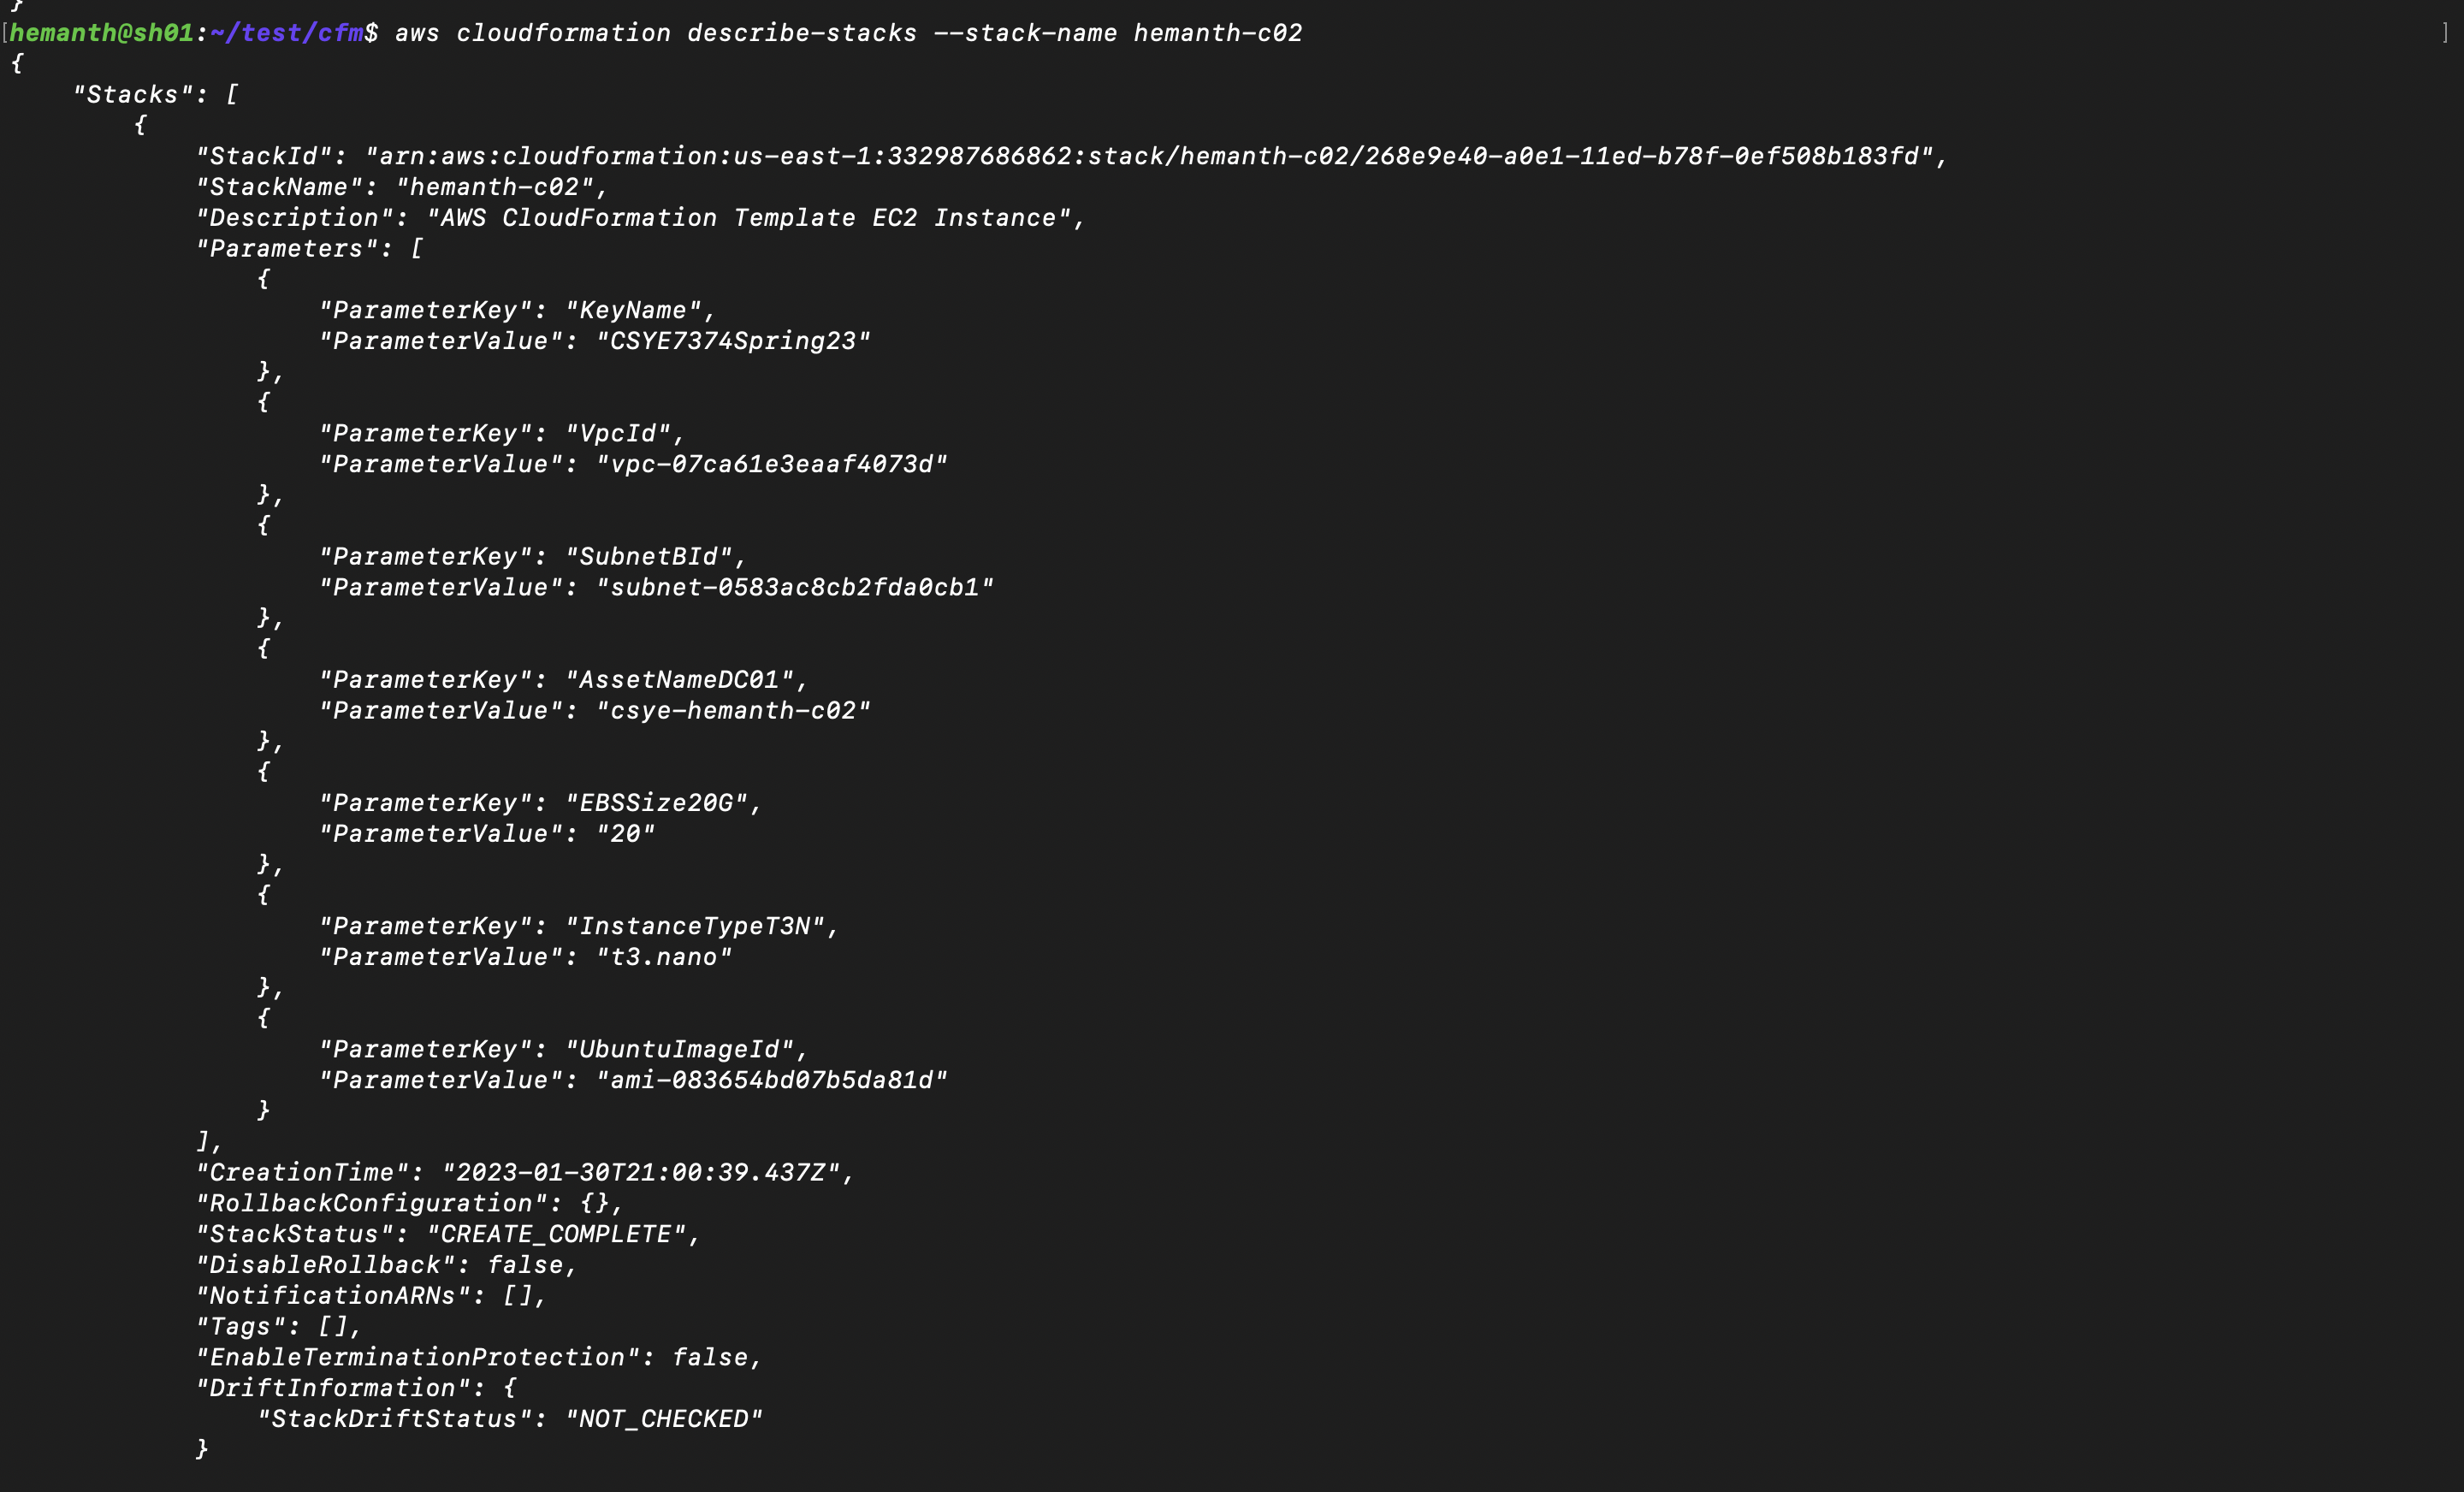 }
[hemanth@sh01:~/test/cfm$ aws cloudformation describe-stacks --stack-name hemanth-c02 ]
{
    "Stacks": [
        {
            "StackId": "arn:aws:cloudformation:us-east-1:332987686862:stack/hemanth-c02/268e9e40-a0e1-11ed-b78f-0ef508b183fd",
            "StackName": "hemanth-c02",
            "Description": "AWS CloudFormation Template EC2 Instance",
            "Parameters": [
                {
                    "ParameterKey": "KeyName",
                    "ParameterValue": "CSYE7374Spring23"
                },
                {
                    "ParameterKey": "VpcId",
                    "ParameterValue": "vpc-07ca61e3eaaf4073d"
                },
                {
                    "ParameterKey": "SubnetBId",
                    "ParameterValue": "subnet-0583ac8cb2fda0cb1"
                },
                {
                    "ParameterKey": "AssetNameDC01",
                    "ParameterValue": "csye-hemanth-c02"
                },
                {
                    "ParameterKey": "EBSSize20G",
                    "ParameterValue": "20"
                },
                {
                    "ParameterKey": "InstanceTypeT3N",
                    "ParameterValue": "t3.nano"
                },
                {
                    "ParameterKey": "UbuntuImageId",
                    "ParameterValue": "ami-083654bd07b5da81d"
                }
            ],
            "CreationTime": "2023-01-30T21:00:39.437Z",
            "RollbackConfiguration": {},
            "StackStatus": "CREATE_COMPLETE",
            "DisableRollback": false,
            "NotificationARNs": [],
            "Tags": [],
            "EnableTerminationProtection": false,
            "DriftInformation": {
                "StackDriftStatus": "NOT_CHECKED"
            }